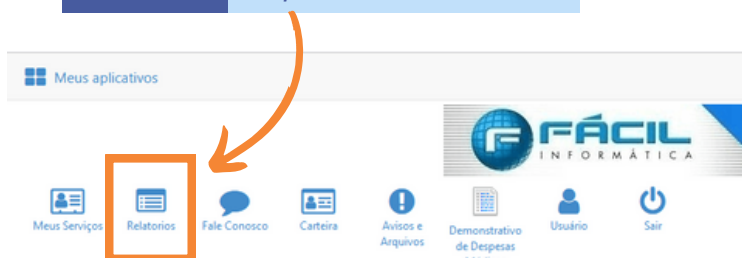 Meus aplicativos
FÁCIL
INFORMÁTICA
Meus Serviços
Relatorios
Fale Conosco
Carteira
Avisos e
Arquivos
Demonstrativo
de Despesas
Usuário
Sair